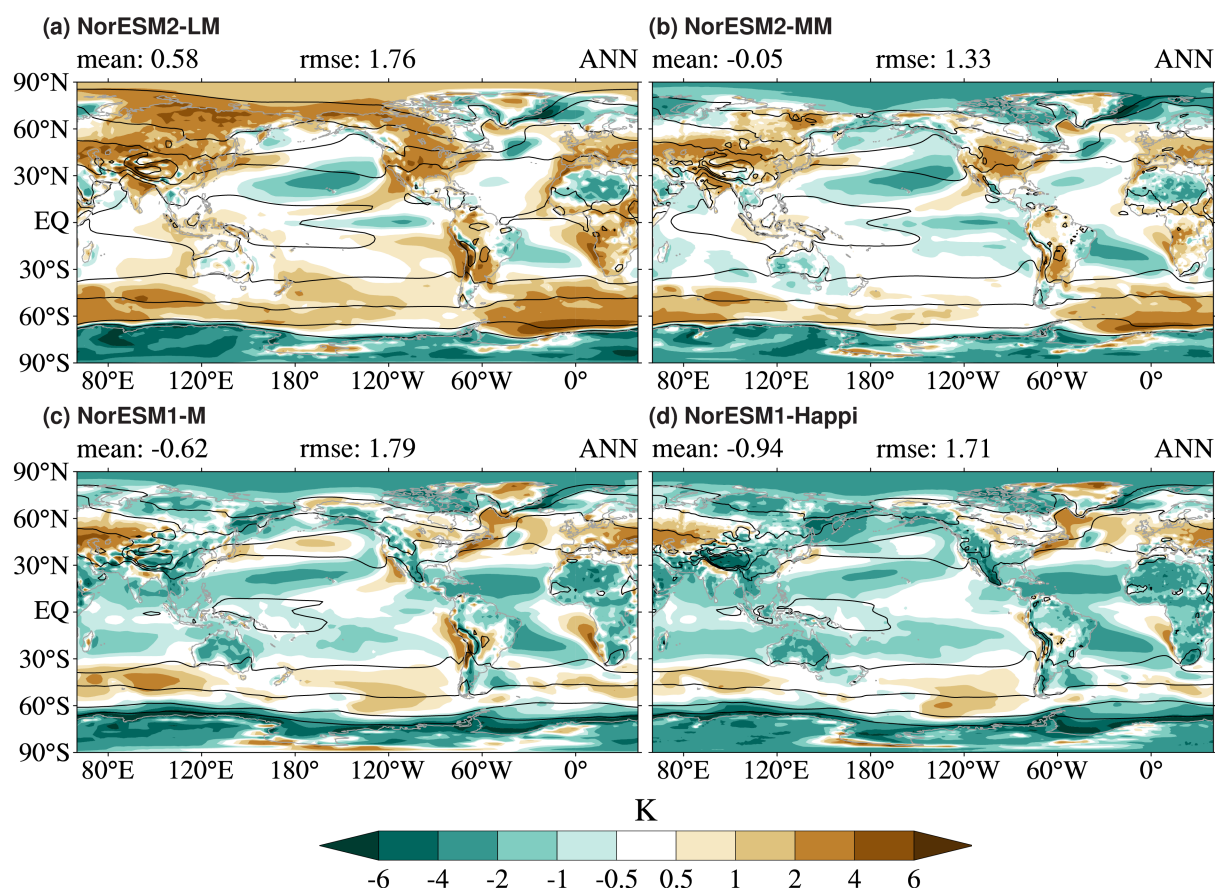 (a) NorESM2-LM
mean: 0.58 rmse: 1.76 ANN
90°N
60°N
30°N
EQ
30°S
60°S
90°S
80°E 120°E 180° 120°W 60°W 0°
(b) NorESM2-MM
mean: -0.05 rmse: 1.33 ANN
80°E 120°E 180° 120°W 60°W 0°
(c) NorESM1-M
mean: -0.62 rmse: 1.79 ANN
90°N
60°N
30°N
EQ
30°S
60°S
90°S
80°E 120°E 180° 120°W 60°W 0°
(d) NorESM1-Happi
mean: -0.94 rmse: 1.71 ANN
80°E 120°E 180° 120°W 60°W 0°
K
-6 -4 -2 -1 -0.5 0.5 1 2 4 6